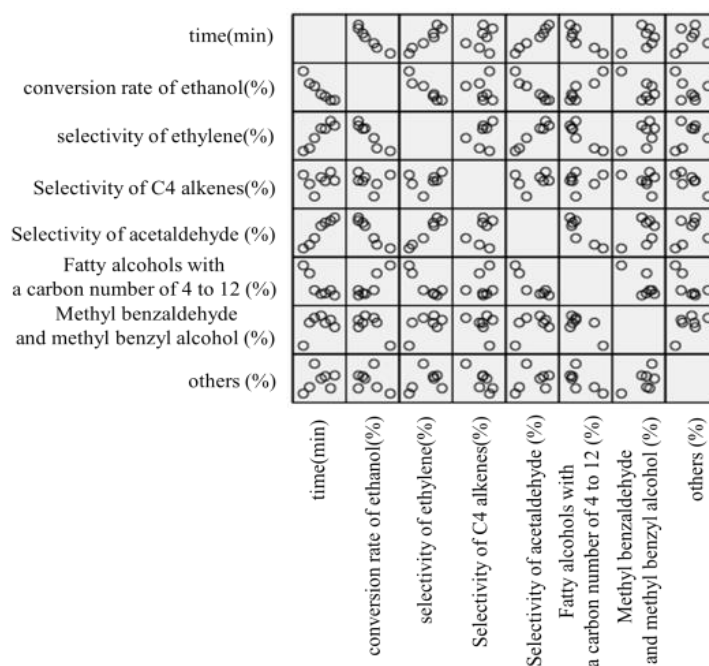 time(min)
conversion rate of ethanol(%)
selectivity of ethylene(%)
Selectivity of C4 alkenes(%)
Selectivity of acetaldehyde (%)
Fatty alcohols with
a carbon number of 4 to 12 (%)
Methyl benzaldehyde
and methyl benzyl alcohol (%)
others (%)
time(min)
conversion rate of ethanol(%)
selectivity of ethylene(%)
Selectivity of C4 alkenes(%)
Selectivity of acetaldehyde (%)
Fatty alcohols with
a carbon number of 4 to 12 (%)
Methyl benzaldehyde
and methyl benzyl alcohol (%)
others (%)